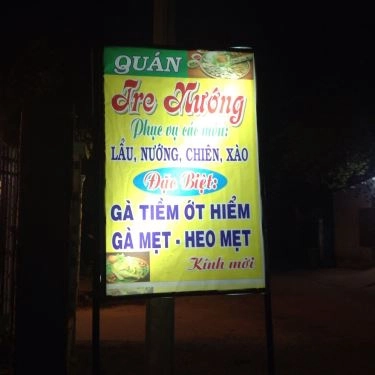 QUÁN
Tre Nướng
Phục vụ các món:
LẨU, NƯỚNG, CHIÊN, XÀO
Đặc Biệt:
GÀ TIỀM ỚT HIỂM
GÀ MẸT - HEO MẸT
Kính mời